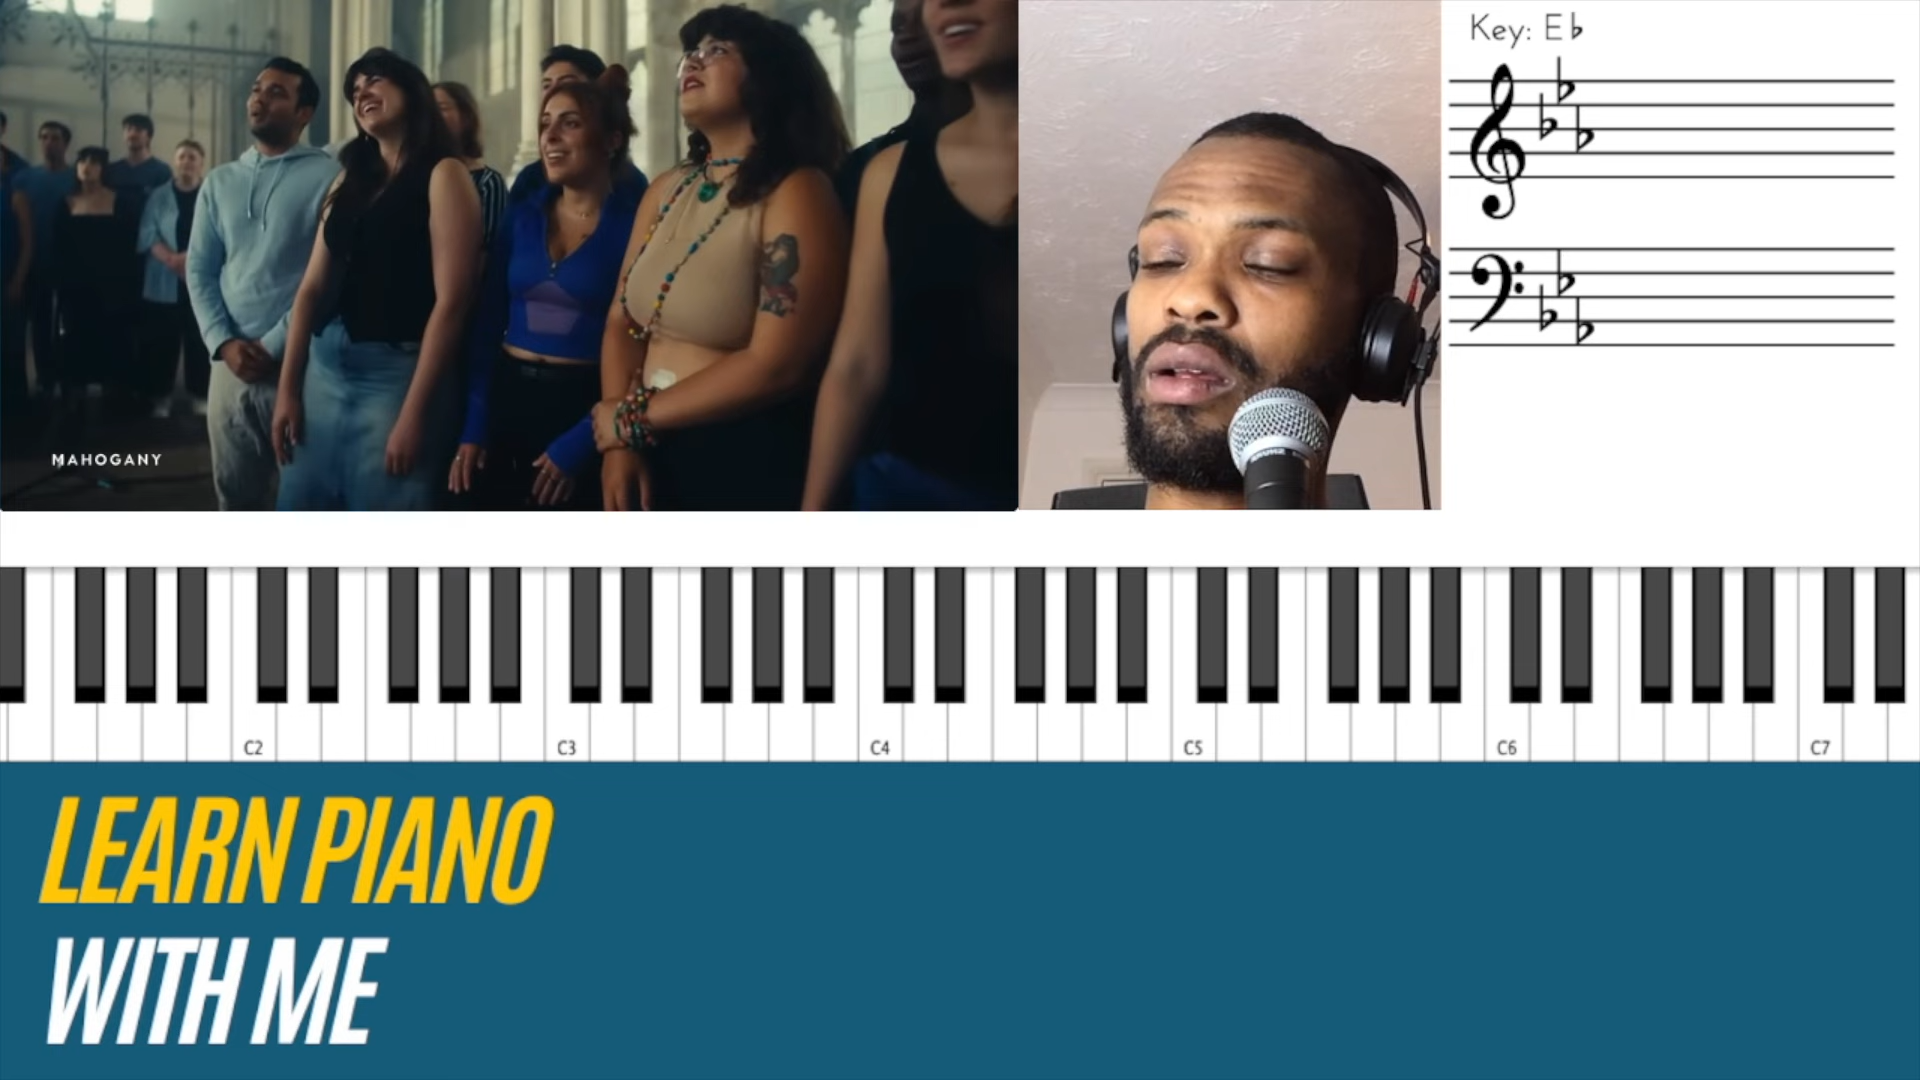 MAHOGANY
Key: E♭
C2 C3 C4 C5 C6 C7
LEARN PIANO
WITH ME